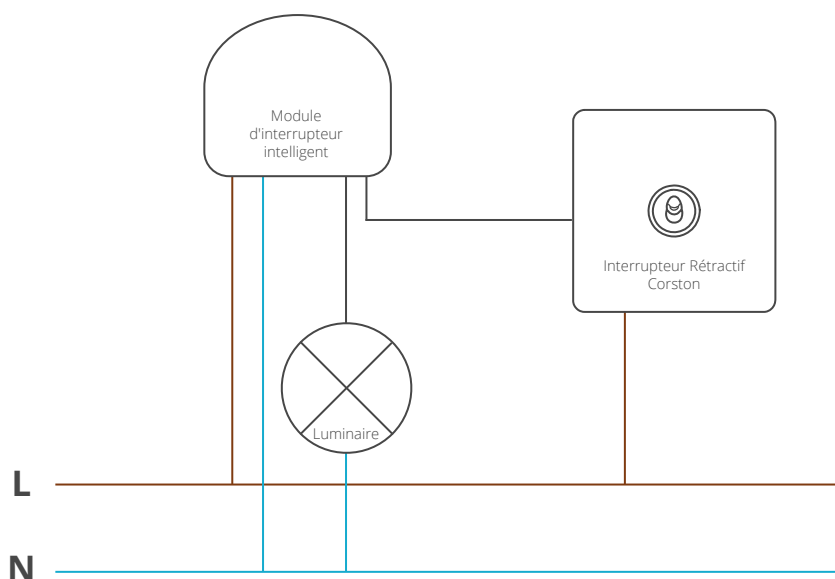 Module
d'interrupteur
intelligent
Interrupteur Rétractif
Corston
Luminaire
L
N